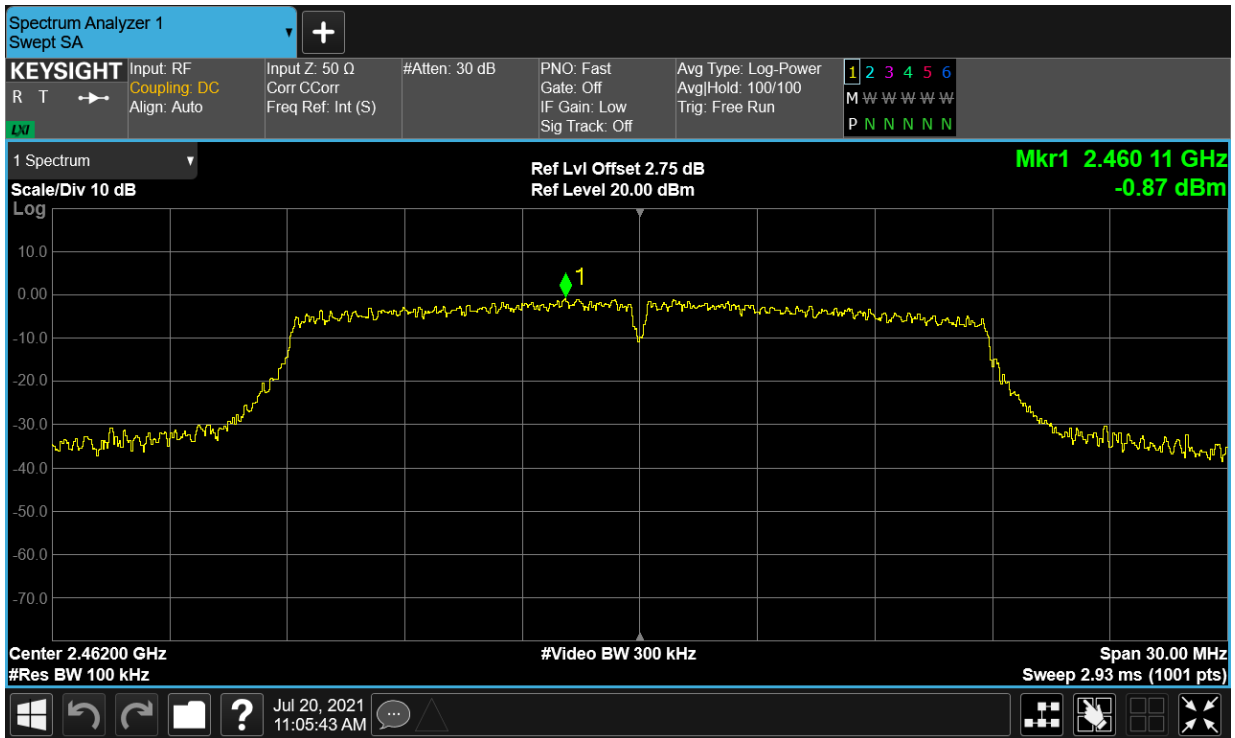 Spectrum Analyzer 1
Swept SA
▼
+
KEYSIGHT
R T
LXI
Input: RF
Coupling: DC
Align: Auto
Input Z: 50 Ω
Corr CCorr
Freq Ref: Int (S)
#Atten: 30 dB
PNO: Fast
Gate: Off
IF Gain: Low
Sig Track: Off
Avg Type: Log-Power
Avg|Hold: 100/100
Trig: Free Run
1 2 3 4 5 6
M W W W W W
P N N N N N
1 Spectrum ▼
Scale/Div 10 dB
Log
Ref Lvl Offset 2.75 dB
Ref Level 20.00 dBm
Mkr1 2.460 11 GHz
-0.87 dBm
10.0
0.00
-10.0
-20.0
-30.0
-40.0
-50.0
-60.0
-70.0
1
Center 2.46200 GHz
#Res BW 100 kHz
#Video BW 300 kHz
Span 30.00 MHz
Sweep 2.93 ms (1001 pts)
?
Jul 20, 2021
11:05:43 AM